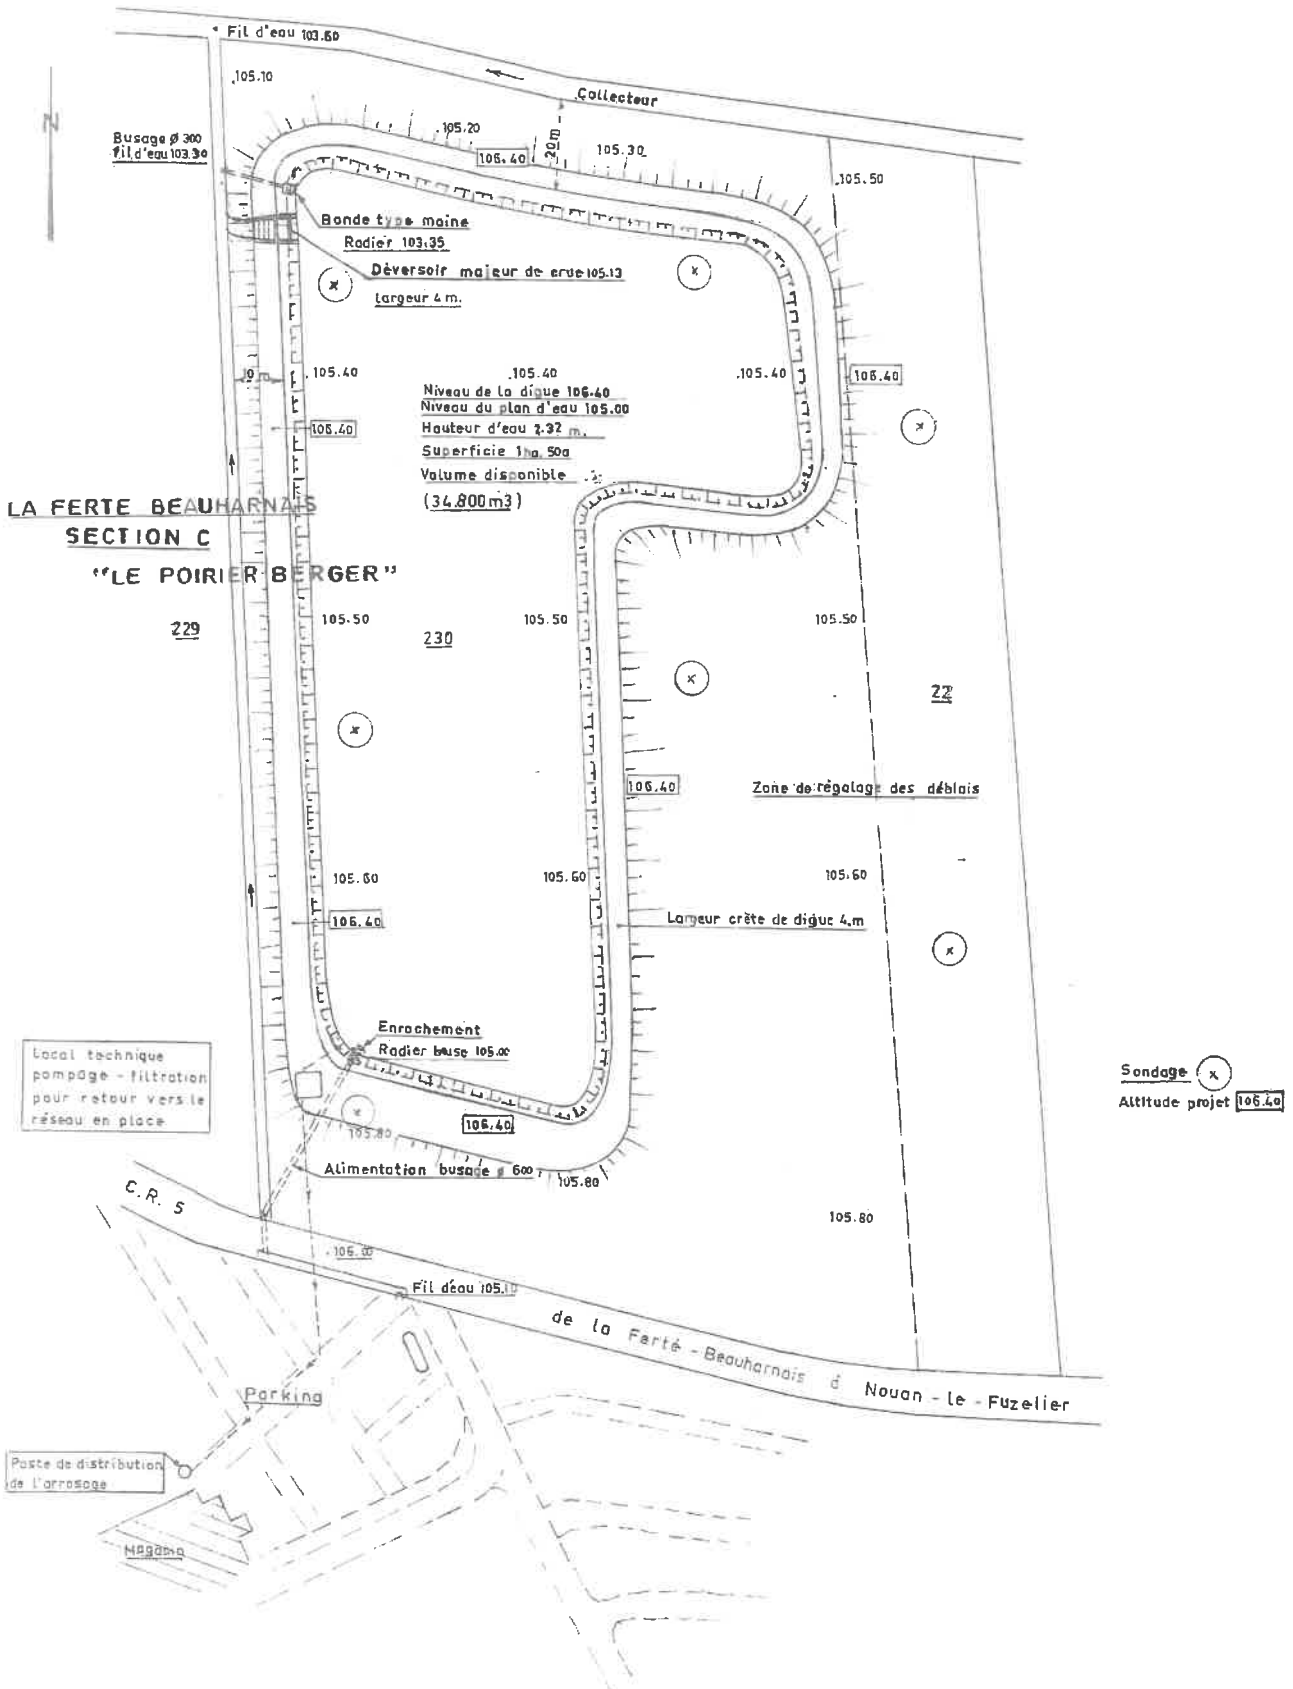 Fil d'eau 103.60
.105.10
Collecteur
N
Busage Ø 300
fil d'eau 103.30
.105.20
106.40
20m
105.30
.105.50
Bonde type moine
Radier 103.35
Déversoir majeur de crue 105.13
largeur 4 m.
x
x
10 m
.105.40
.105.40
.105.40
106.40
Niveau de la digue 106.40
Niveau du plan d'eau 105.00
106.40
Hauteur d'eau 2.32 m.
x
Superficie 1ha. 50a
Volume disponible
(34.800m3)
LA FERTE BEAUHARNAIS
SECTION C
"LE POIRIER BERGER"
229
105.50
230
105.50
105.50
x
22
x
106.40
Zone de régalage des déblais
105.60
105.60
105.60
106.40
Largeur crête de digue 4.m
x
Enrochement
Radier buse 105.00
Local technique
pompage - filtration
pour retour vers le
réseau en place
Sondage x
Altitude projet 106.40
x
105.80
106.40
Alimentation busage ø 600
105.80
C.R. 5
105.80
.106.00
Fil déau 105.10
de la Ferté - Beauharnais à Nouan - le - Fuzelier
Parking
Poste de distribution
de l'arrosage